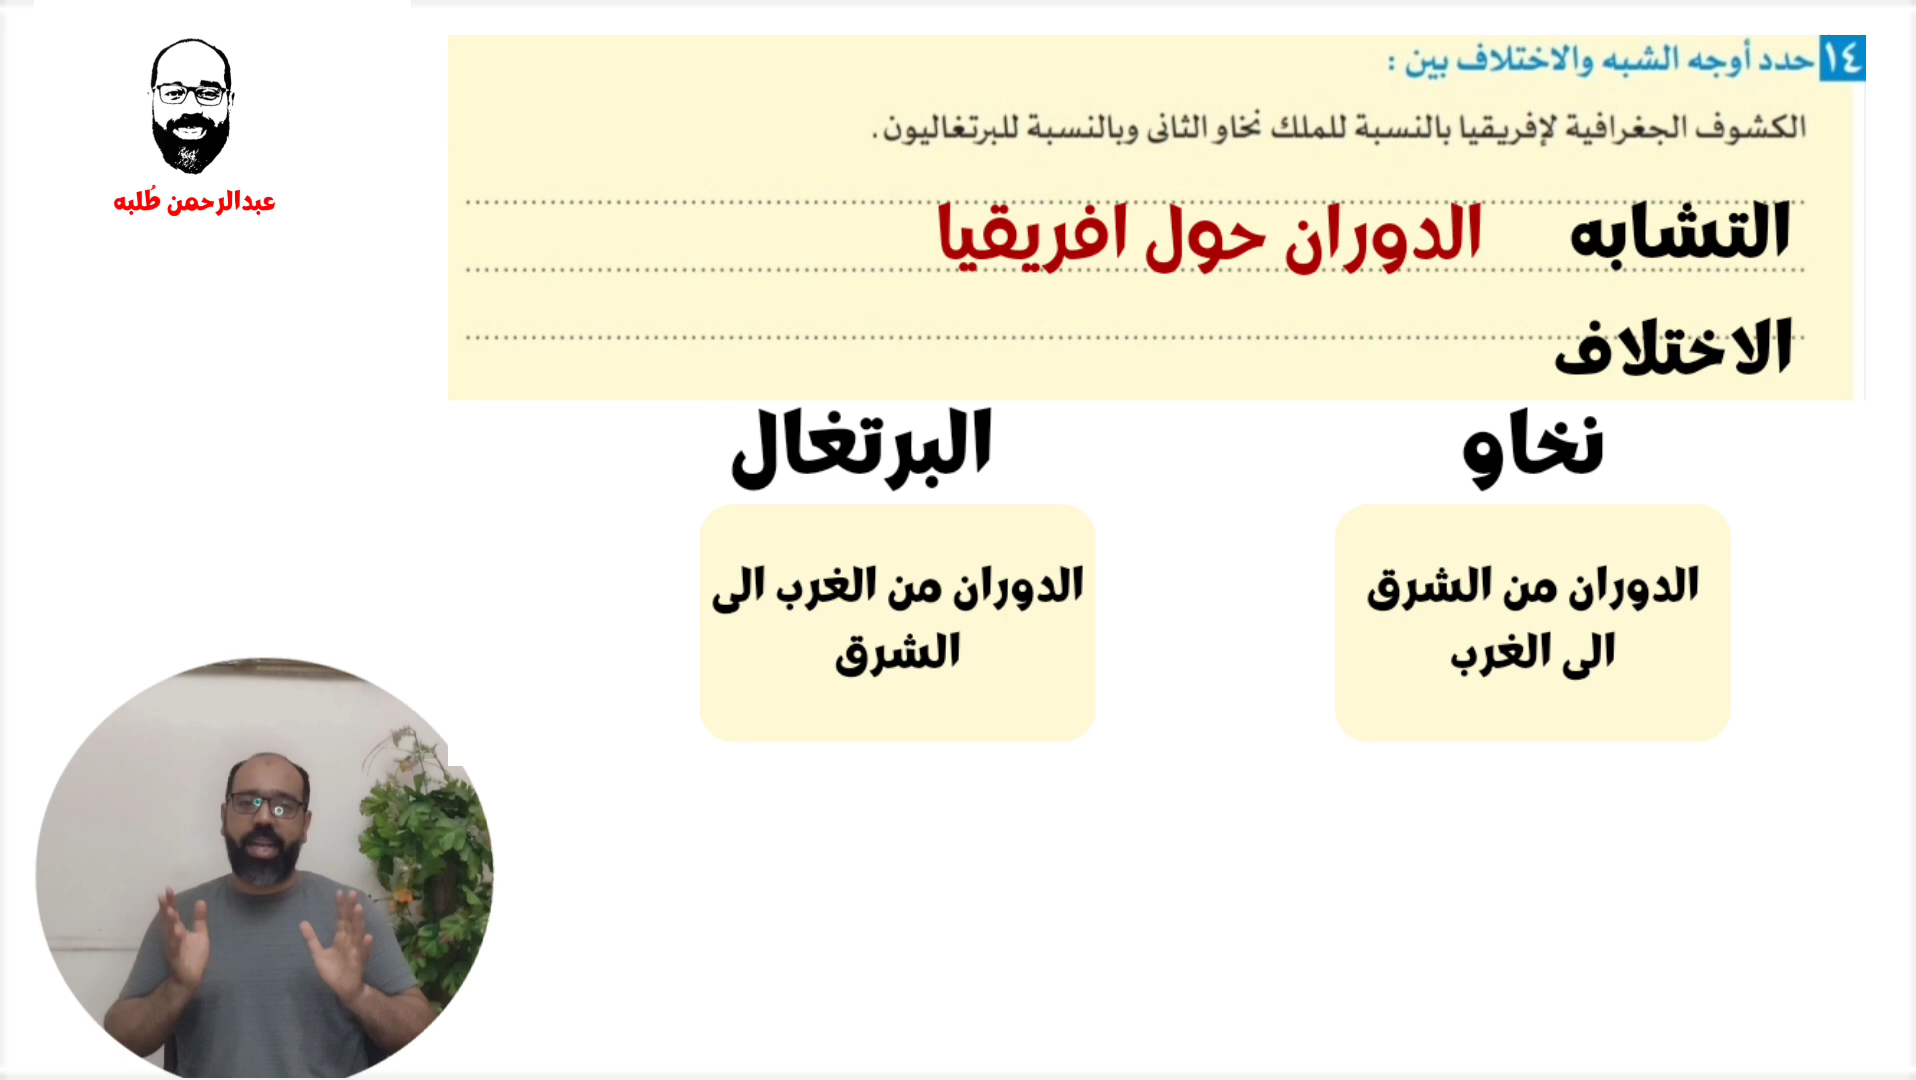 ١٤ حدد أوجه الشبه والاختلاف بين :
الكشوف الجغرافية لإفريقيا بالنسبة للملك نخاو الثانى وبالنسبة للبرتغاليون.
عبدالرحمن طُلبه
التشابه الدوران حول افريقيا
الاختلاف
نخاو
البرتغال
الدوران من الشرق
الى الغرب
الدوران من الغرب الى
الشرق